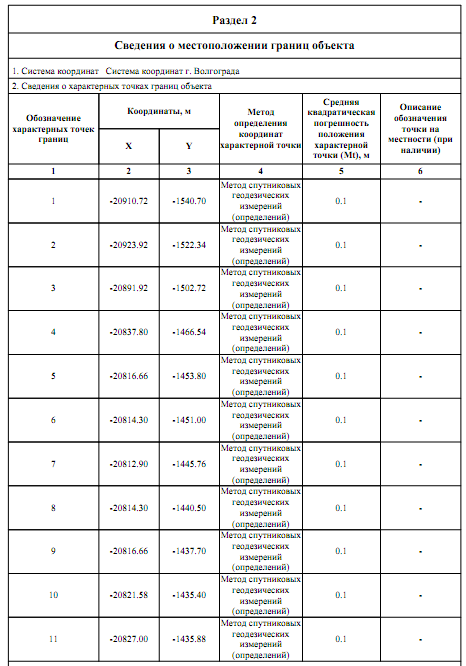 Раздел 2
Сведения о местоположении границ объекта
1. Система координат Система координат г. Волгограда
2. Сведения о характерных точках границ объекта
Обозначение характерных точек границ
Координаты, м
X
Y
Метод определения координат характерной точки
Средняя квадратическая погрешность положения характерной точки (Mt), м
Описание обозначения точки на местности (при наличии)
1 2 3 4 5 6
1 -20910.72 -1540.70 Метод спутниковых геодезических измерений (определений) 0.1 -
2 -20923.92 -1522.34 Метод спутниковых геодезических измерений (определений) 0.1 -
3 -20891.92 -1502.72 Метод спутниковых геодезических измерений (определений) 0.1 -
4 -20837.80 -1466.54 Метод спутниковых геодезических измерений (определений) 0.1 -
5 -20816.66 -1453.80 Метод спутниковых геодезических измерений (определений) 0.1 -
6 -20814.30 -1451.00 Метод спутниковых геодезических измерений (определений) 0.1 -
7 -20812.90 -1445.76 Метод спутниковых геодезических измерений (определений) 0.1 -
8 -20814.30 -1440.50 Метод спутниковых геодезических измерений (определений) 0.1 -
9 -20816.66 -1437.70 Метод спутниковых геодезических измерений (определений) 0.1 -
10 -20821.58 -1435.40 Метод спутниковых геодезических измерений (определений) 0.1 -
11 -20827.00 -1435.88 Метод спутниковых геодезических измерений (определений) 0.1 -